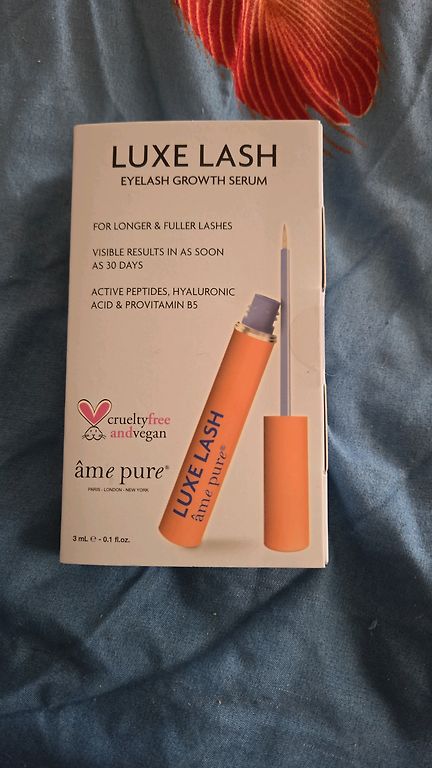 LUXE LASH
EYELASH GROWTH SERUM
FOR LONGER & FULLER LASHES
VISIBLE RESULTS IN AS SOON
AS 30 DAYS
ACTIVE PEPTIDES, HYALURONIC
ACID & PROVITAMIN B5
crueltyfree
andvegan
âme pure®
PARIS - LONDON - NEW YORK
3 mL ℮ - 0.1 fl.oz.
LUXE LASH
âme pure®